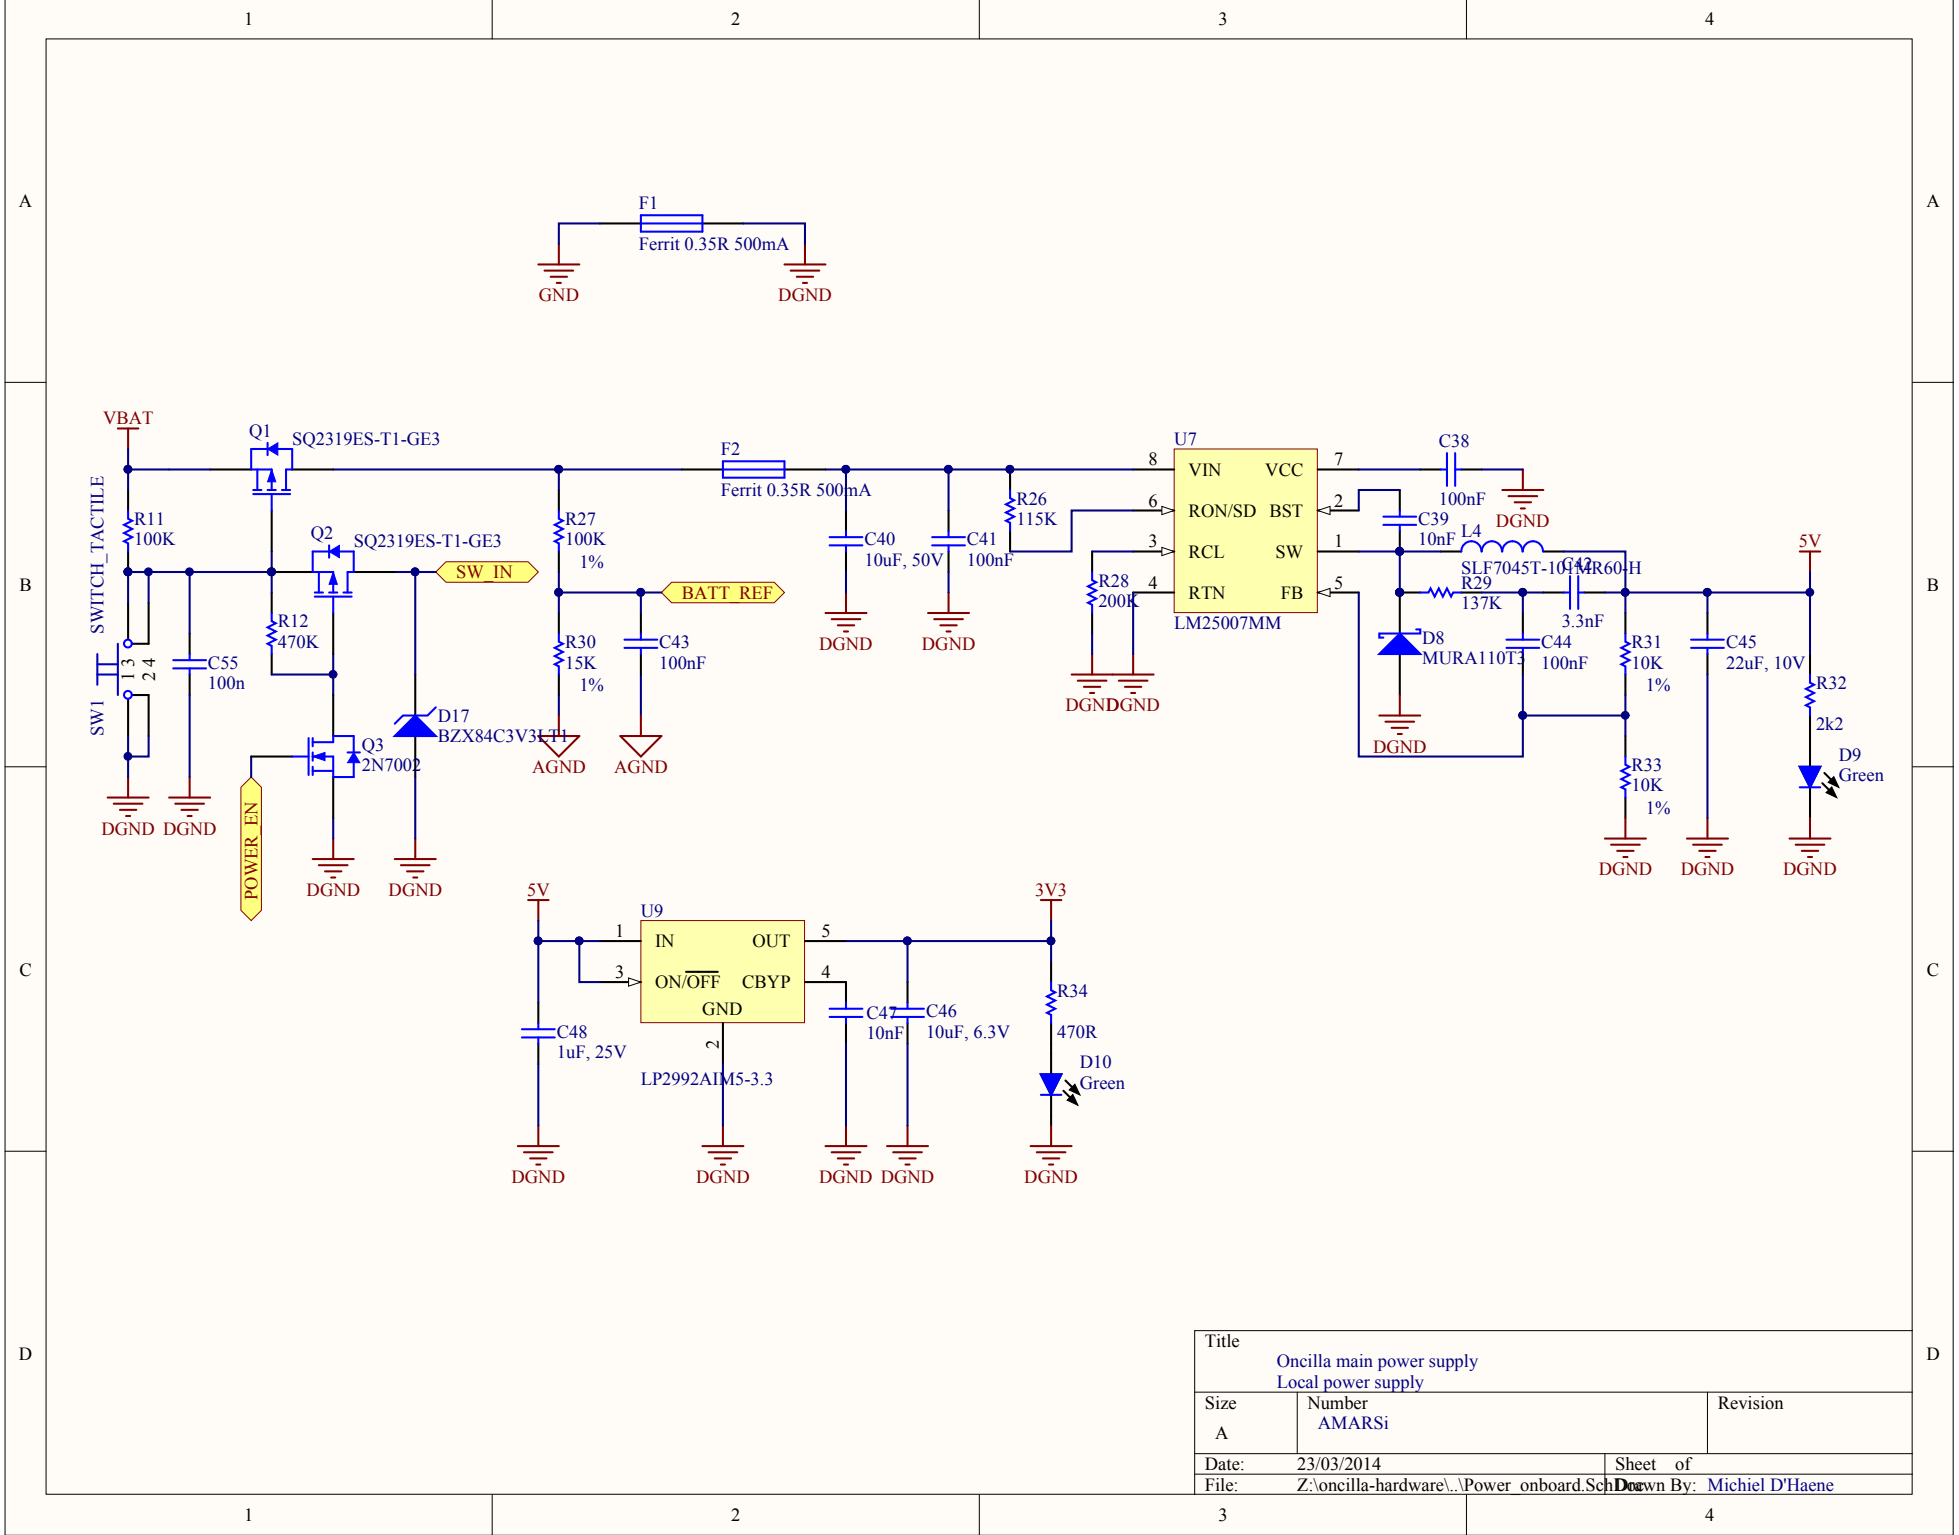 1 2 3 4
A A
F1
Ferrit 0.35R 500mA
GND DGND
VBAT
Q1 SQ2319ES-T1-GE3
F2
Ferrit 0.35R 500mA
U7
8 VIN VCC 7
6 RON/SD BST 2
3 RCL SW 1
4 RTN FB 5
LM25007MM
C38
100nF
DGND
SWITCH_TACTILE
R11
100K
Q2
SQ2319ES-T1-GE3
SW_IN
R27
100K
1%
C40
10uF, 50V
C41
100nF
R26
115K
C39
10nF
L4
SLF7045T-101MR60-H
5V
B B
BATT_REF
R28
200K
R29
137K
C42
3.3nF
DGND DGND
R12
470K
R30
15K
1%
C43
100nF
D8
MURA110T3
C44
100nF
R31
10K
1%
C45
22uF, 10V
1 3
2 4
C55
100n
SW1
DGND DGND
R32
2k2
D17
BZX84C3V3LT1
Q3
2N7002
AGND AGND
DGND
R33
10K
1%
D9
Green
DGND DGND
POWER_EN
DGND DGND
DGND DGND DGND
5V
U9
3V3
1 IN OUT 5
3 ON/OFF CBYP 4
GND
2
LP2992AIM5-3.3
C C
C48
1uF, 25V
C47
10nF
C46
10uF, 6.3V
R34
470R
D10
Green
DGND DGND DGND DGND DGND
D D
Title
Oncilla main power supply
Local power supply
Size Number Revision
A AMARSi
Date: 23/03/2014 Sheet of
File: Z:\oncilla-hardware\..\Power_onboard.SchDoc Drawn By: Michiel D'Haene
1 2 3 4